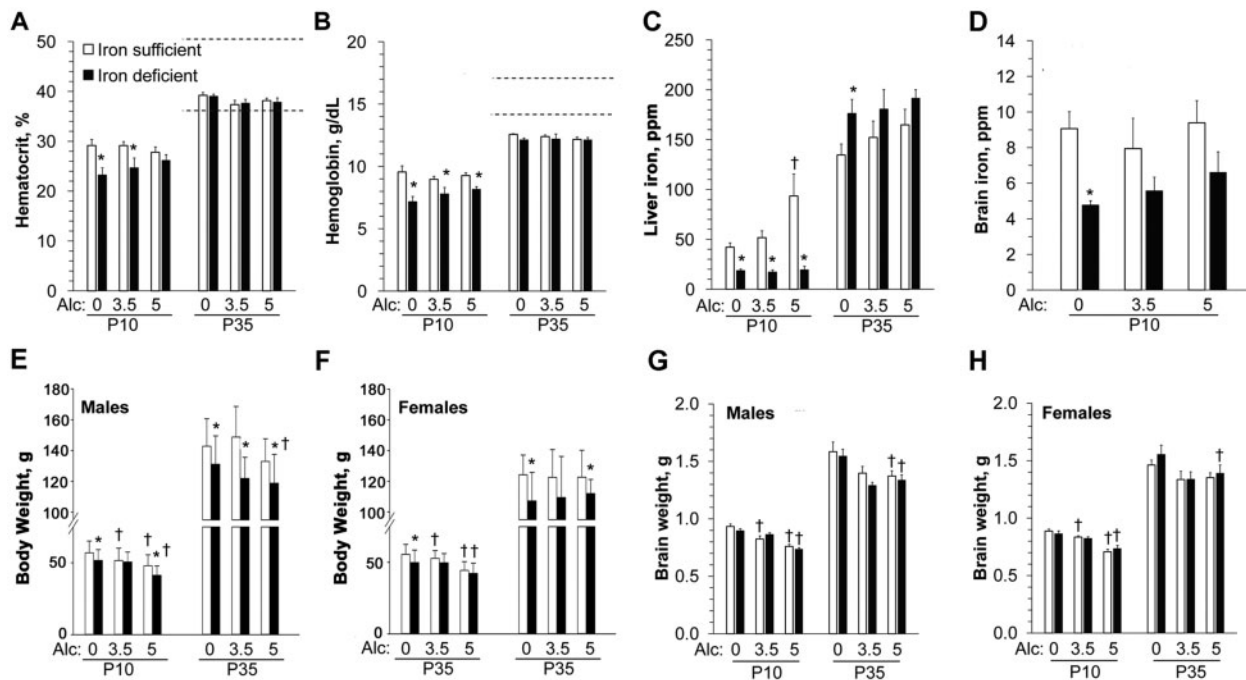 A
50
40
30
20
10
0
Hematocrit, %
Iron sufficient
Iron deficient
* *
Alc: 0 3.5 5 0 3.5 5
P10 P35
B
20
15
10
5
0
Hemoglobin, g/dL
* * *
Alc: 0 3.5 5 0 3.5 5
P10 P35
C
250
200
150
100
50
0
Liver iron, ppm
* * † * *
Alc: 0 3.5 5 0 3.5 5
P10 P35
D
14
12
10
8
6
4
2
0
Brain iron, ppm
*
Alc: 0 3.5 5
P10
E
180
160
140
120
100
50
0
Body Weight, g
Males
* † † * † * * * †
Alc: 0 3.5 5 0 3.5 5
P10 P35
F
180
160
140
120
100
50
0
Body Weight, g
Females
* † † † * *
Alc: 0 3.5 5 0 3.5 5
P35 P35
G
2.0
1.5
1.0
0.5
0.0
Brain weight, g
Males
† † † † †
Alc: 0 3.5 5 0 3.5 5
P10 P35
H
2.0
1.5
1.0
0.5
0.0
Brain weight, g
Females
† † † †
Alc: 0 3.5 5 0 3.5 5
P10 P35